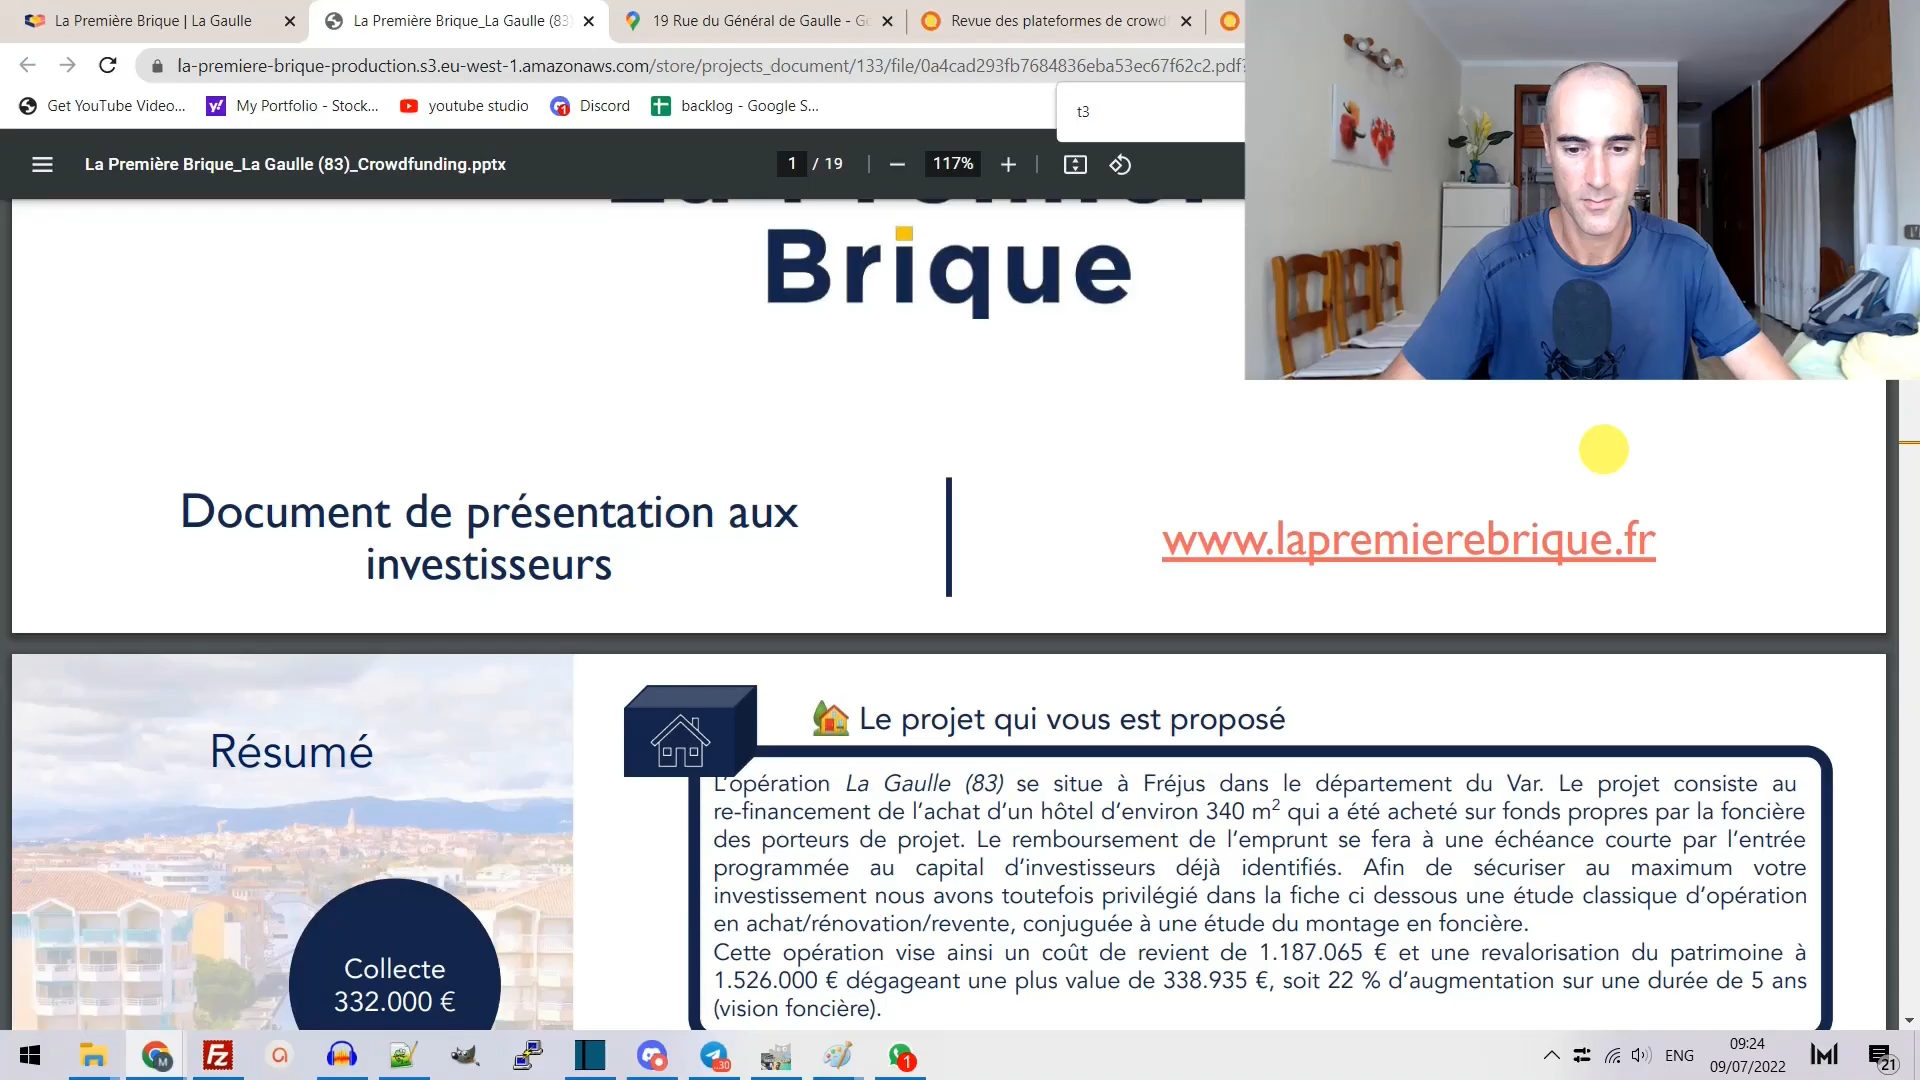 La Première Brique | La Gaulle
La Première Brique_La Gaulle (83)
19 Rue du Général de Gaulle - Go
Revue des plateformes de crowdf
la-premiere-brique-production.s3.eu-west-1.amazonaws.com/store/projects_document/133/file/0a4cad293fb7684836eba53ec67f62c2.pdf?
Get YouTube Video...
My Portfolio - Stock...
youtube studio
Discord
backlog - Google S...
t3
La Première Brique_La Gaulle (83)_Crowdfunding.pptx
1 / 19
117%
Brique
Document de présentation aux
investisseurs
www.lapremierebrique.fr
Résumé
Collecte
332.000 €
🏡 Le projet qui vous est proposé
L'opération La Gaulle (83) se situe à Fréjus dans le département du Var. Le projet consiste au
re-financement de l'achat d'un hôtel d'environ 340 m² qui a été acheté sur fonds propres par la foncière
des porteurs de projet. Le remboursement de l'emprunt se fera à une échéance courte par l'entrée
programmée au capital d'investisseurs déjà identifiés. Afin de sécuriser au maximum votre
investissement nous avons toutefois privilégié dans la fiche ci dessous une étude classique d'opération
en achat/rénovation/revente, conjuguée à une étude du montage en foncière.
Cette opération vise ainsi un coût de revient de 1.187.065 € et une revalorisation du patrimoine à
1.526.000 € dégageant une plus value de 338.935 €, soit 22 % d'augmentation sur une durée de 5 ans
(vision foncière).
ENG
09:24
09/07/2022
21